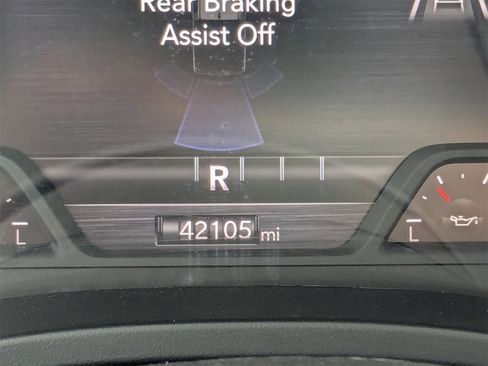 Rear Braking
Assist Off
R
42105 mi
L
L